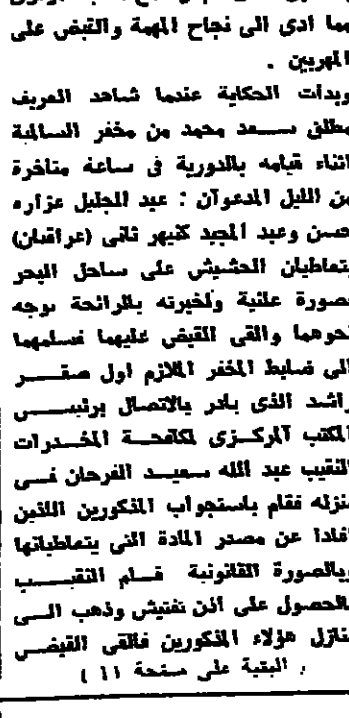 مما ادى الى نجاح المهمة والقبض على
المهربين .
وبدأت الحكاية عندما شاهد العريف
مطلق سعد محمد من مخفر السالمية
اثناء قيامه بالدورية في ساعة متأخرة
من الليل المدعوان : عبد الجليل عزاره
حسن وعبد المجيد كنيهر ثاني (عراقيان)
يتعاطيان الحشيش على ساحل البحر
بصورة علنية ولخبرته بالرائحة توجه
نحوهما والقى القبض عليهما فسلمهما
الى ضابط المخفر الملازم اول صقر
راشد الذي بادر بالاتصال برئيس
المكتب المركزي لمكافحة المخدرات
النقيب عبد الله سعيد الفرحان في
منزله فقام باستجواب المذكورين اللذين
افادا عن مصدر المادة التي يتعاطيانها
وبالصورة القانونية قام النقيب
بالحصول على اذن تفتيش وذهب الى
منازل هؤلاء المذكورين فالقى القبض
( البقية على صفحة ١١ )